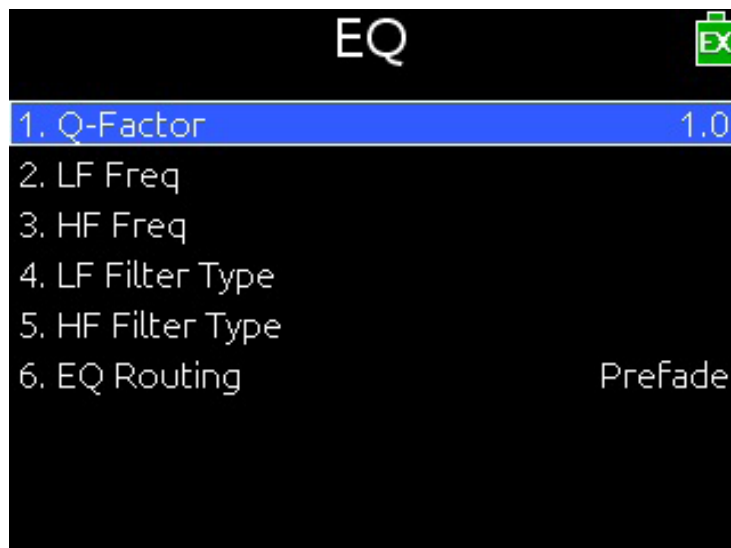 EQ
EX
1. Q-Factor 1.0
2. LF Freq
3. HF Freq
4. LF Filter Type
5. HF Filter Type
6. EQ Routing Prefade